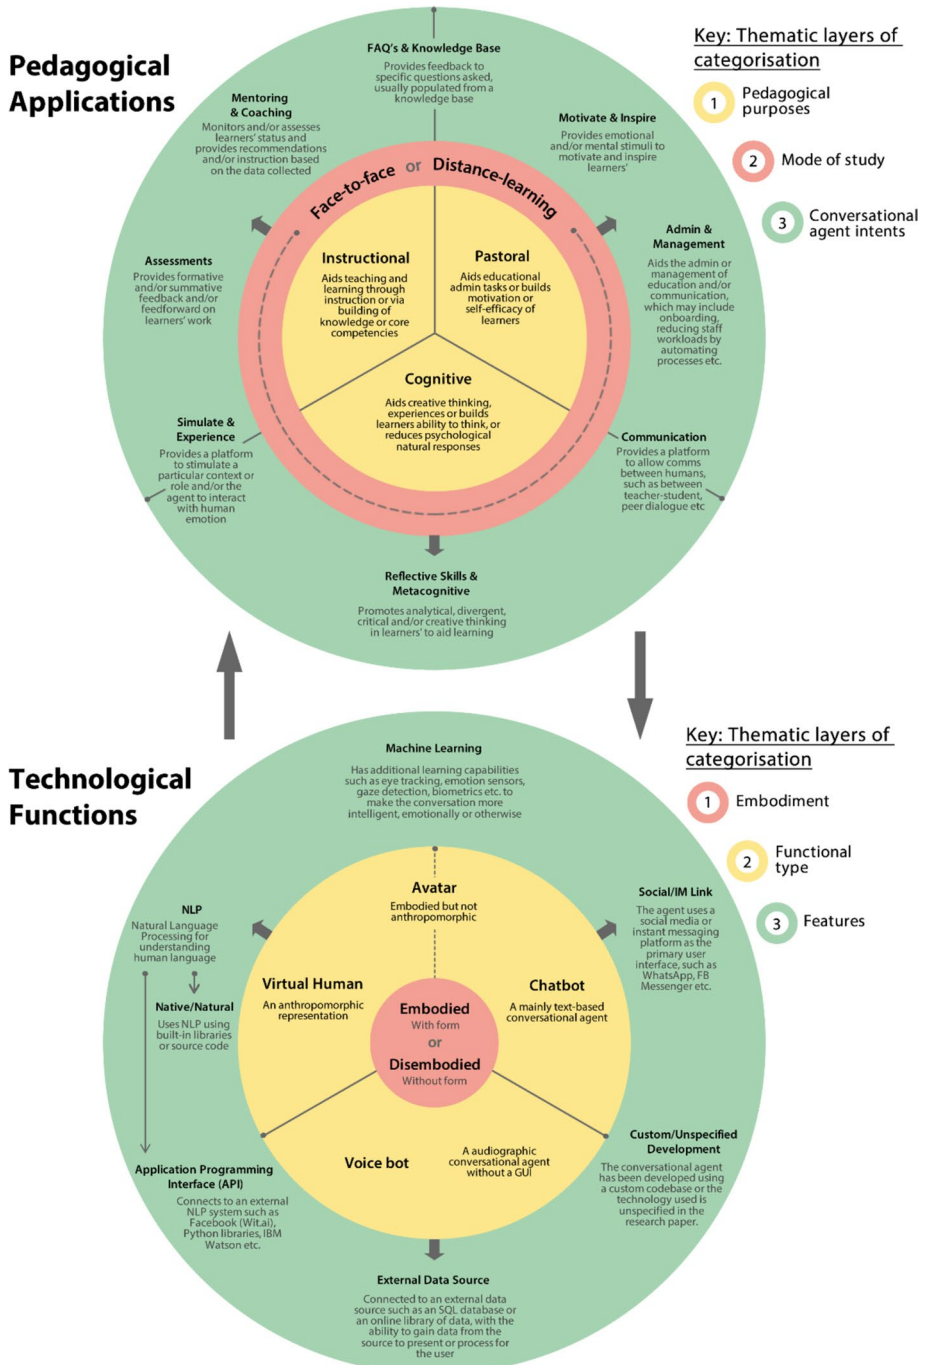 Pedagogical
Applications
Key: Thematic layers of
categorisation
1
Pedagogical
purposes
2
Mode of study
3
Conversational
agent intents
FAQ's & Knowledge Base
Provides feedback to
specific questions asked,
usually populated from a
knowledge base
Mentoring
& Coaching
Monitors and/or assesses
learners' status and
provides recommendations
and/or instruction based
on the data collected
Motivate & Inspire
Provides emotional
and/or mental stimuli to
motivate and inspire
learners'
Face-to-face or Distance-learning
Admin &
Management
Aids the admin or
management of
education and/or
communication,
which may include
onboarding,
reducing staff
workloads by
automating
processes etc.
Assessments
Provides formative
and/or summative
feedback and/or
feedforward on
learners' work
Instructional
Aids teaching and
learning through
instruction or via
building of
knowledge or core
competencies
Pastoral
Aids educational
admin tasks or builds
motivation or
self-efficacy of
learners
Cognitive
Aids creative thinking,
experiences or builds
learners ability to think, or
reduces psychological
natural responses
Simulate &
Experience
Provides a platform
to stimulate a
particular context or
role and/or the
agent to interact
with human
emotion
Communication
Provides a platform
to allow comms
between humans,
such as between
teacher-student,
peer dialogue etc
Reflective Skills &
Metacognitive
Promotes analytical, divergent,
critical and/or creative thinking
in learners' to aid learning
Technological
Functions
Key: Thematic layers of
categorisation
1
Embodiment
2
Functional
type
3
Features
Machine Learning
Has additional learning capabilities
such as eye tracking, emotion sensors,
gaze detection, biometrics etc. to
make the conversation more
intelligent, emotionally or otherwise
Avatar
Embodied but not
anthropomorphic
NLP
Natural Language
Processing for
understanding
human language
Native/Natural
Uses NLP using
built-in libraries
or source code
Social/IM Link
The agent uses a
social media or
instant messaging
platform as the
primary user
interface, such as
WhatsApp, FB
Messenger etc.
Virtual Human
An anthropomorphic
representation
Chatbot
A mainly text-based
conversational agent
Embodied
With form
or
Disembodied
Without form
Voice bot
A audiographic
conversational agent
without a GUI
Custom/Unspecified
Development
The conversational agent
has been developed using
a custom codebase or the
technology used is
unspecified in the
research paper.
Application Programming
Interface (API)
Connects to an external
NLP system such as
Facebook (Wit.ai),
Python libraries, IBM
Watson etc.
External Data Source
Connected to an external data
source such as an SQL database or
an online library of data, with the
ability to gain data from the
source to present or process for
the user